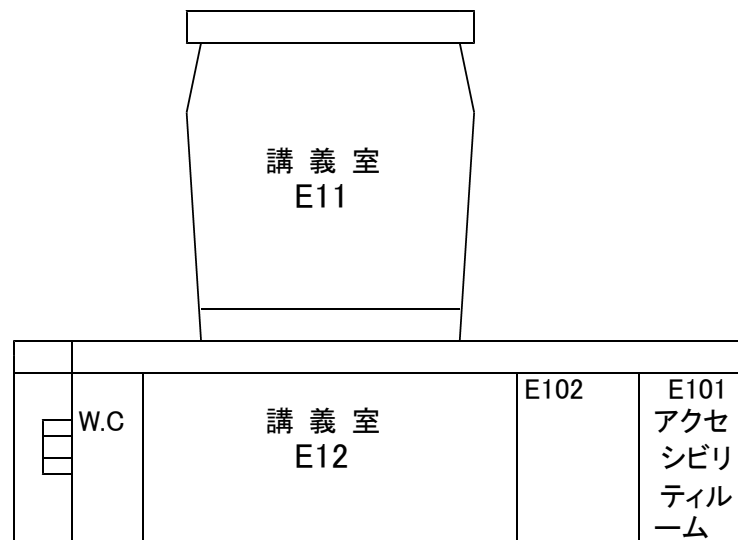 講 義 室
E11
W.C
講 義 室
E12
E102
E101
アクセ
シビリ
ティル
ーム